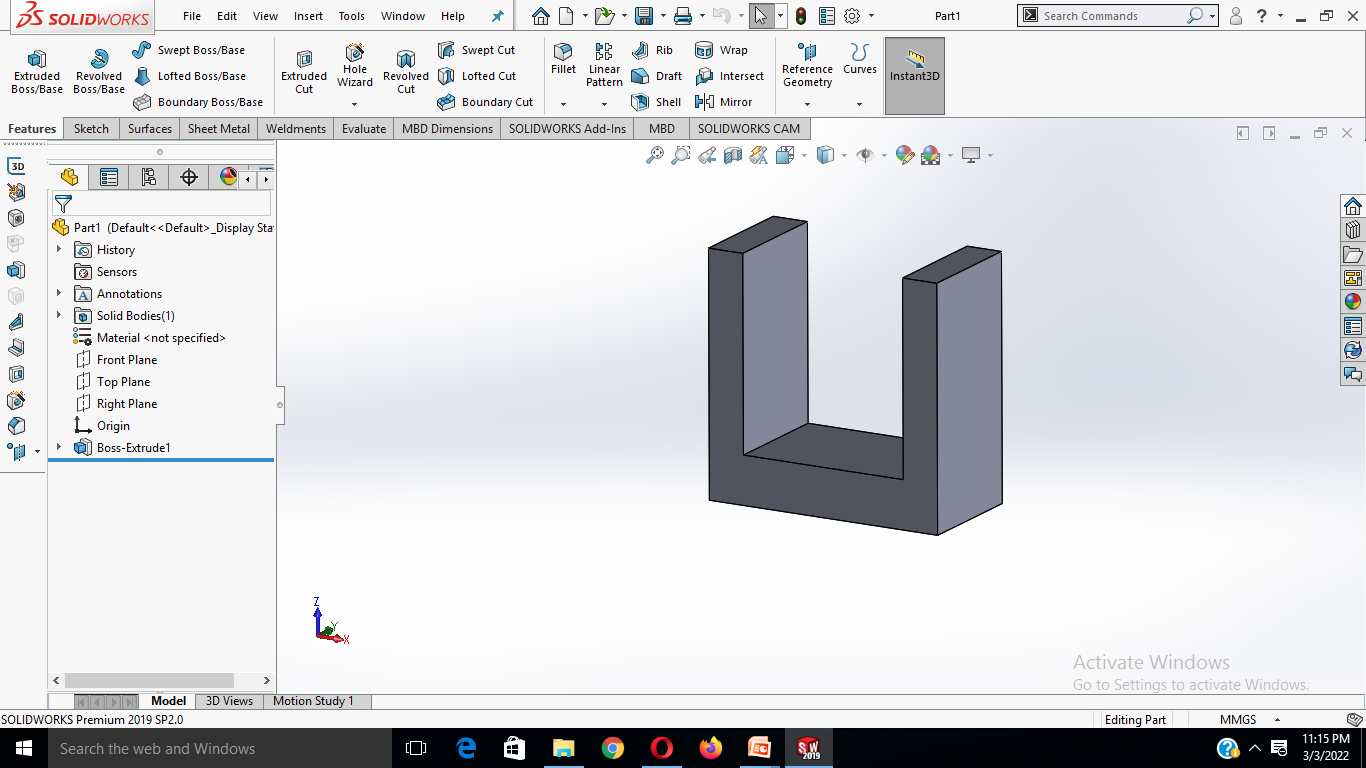 SOLIDWORKS File Edit View Insert Tools Window Help Part1 Search Commands ?
Extruded Boss/Base
Revolved Boss/Base
Swept Boss/Base
Lofted Boss/Base
Boundary Boss/Base
Extruded Cut
Hole Wizard
Revolved Cut
Swept Cut
Lofted Cut
Boundary Cut
Fillet
Linear Pattern
Rib
Draft
Shell
Wrap
Intersect
Mirror
Reference Geometry
Curves
Instant3D
Features Sketch Surfaces Sheet Metal Weldments Evaluate MBD Dimensions SOLIDWORKS Add-Ins MBD SOLIDWORKS CAM
3D
Part1 (Default<<Default>_Display Sta
History
Sensors
A Annotations
Solid Bodies(1)
Material <not specified>
Front Plane
Top Plane
Right Plane
Origin
Boss-Extrude1
Z
Y
X
Activate Windows
Go to Settings to activate Windows.
Model 3D Views Motion Study 1
SOLIDWORKS Premium 2019 SP2.0 Editing Part MMGS
Search the web and Windows
SW 2019
11:15 PM
3/3/2022